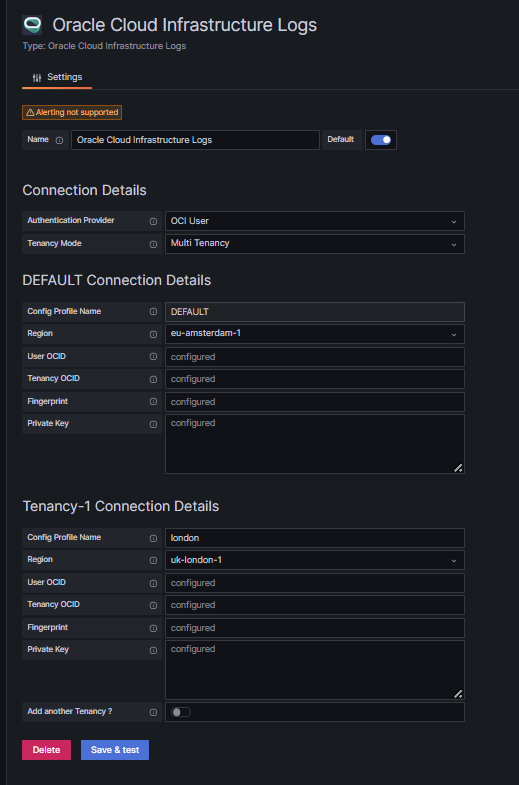 Oracle Cloud Infrastructure Logs
Type: Oracle Cloud Infrastructure Logs
Settings
Alerting not supported
Name Oracle Cloud Infrastructure Logs Default
Connection Details
Authentication Provider OCI User
Tenancy Mode Multi Tenancy
DEFAULT Connection Details
Config Profile Name DEFAULT
Region eu-amsterdam-1
User OCID configured
Tenancy OCID configured
Fingerprint configured
Private Key configured
Tenancy-1 Connection Details
Config Profile Name london
Region uk-london-1
User OCID configured
Tenancy OCID configured
Fingerprint configured
Private Key configured
Add another Tenancy ?
Delete Save & test